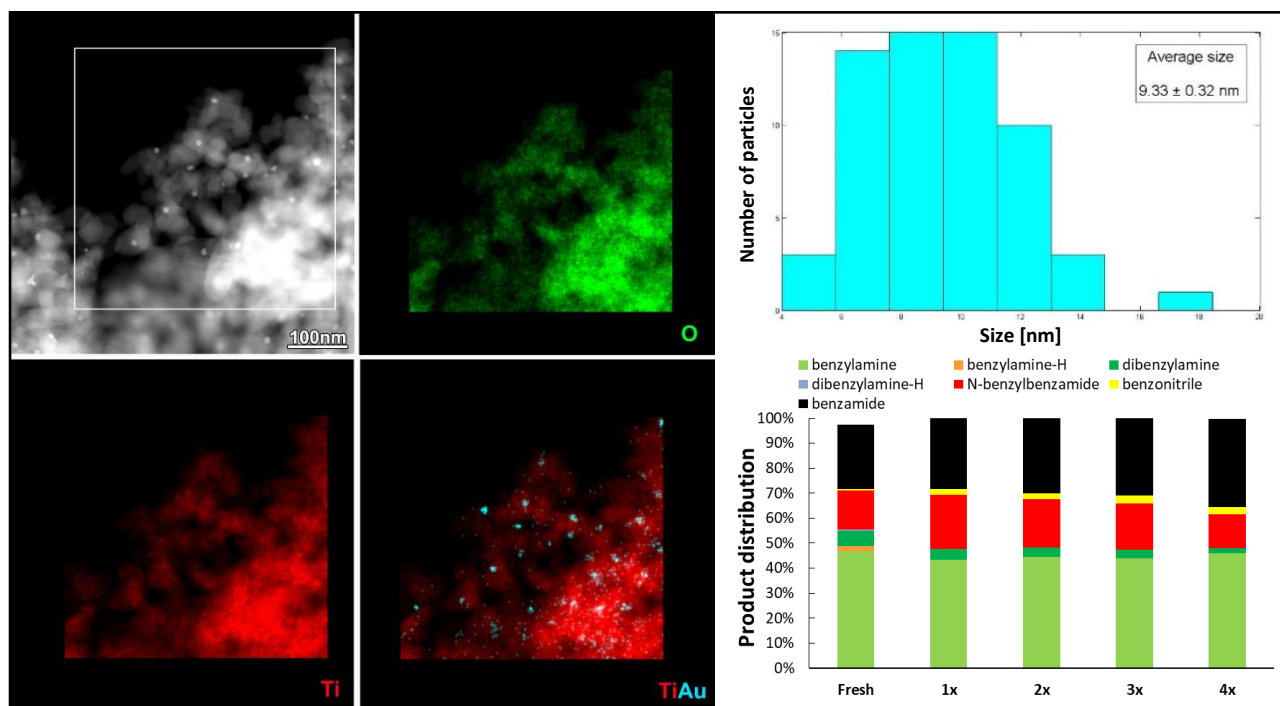 100nm
O
Ti
TiAu
Number of particles
15
10
5
0
4 6 8 10 12 14 16 18 20
Size [nm]
Average size
9.33 ± 0.32 nm
benzylamine benzylamine-H dibenzylamine
dibenzylamine-H N-benzylbenzamide benzonitrile
benzamide
Product distribution
100%
90%
80%
70%
60%
50%
40%
30%
20%
10%
0%
Fresh 1x 2x 3x 4x